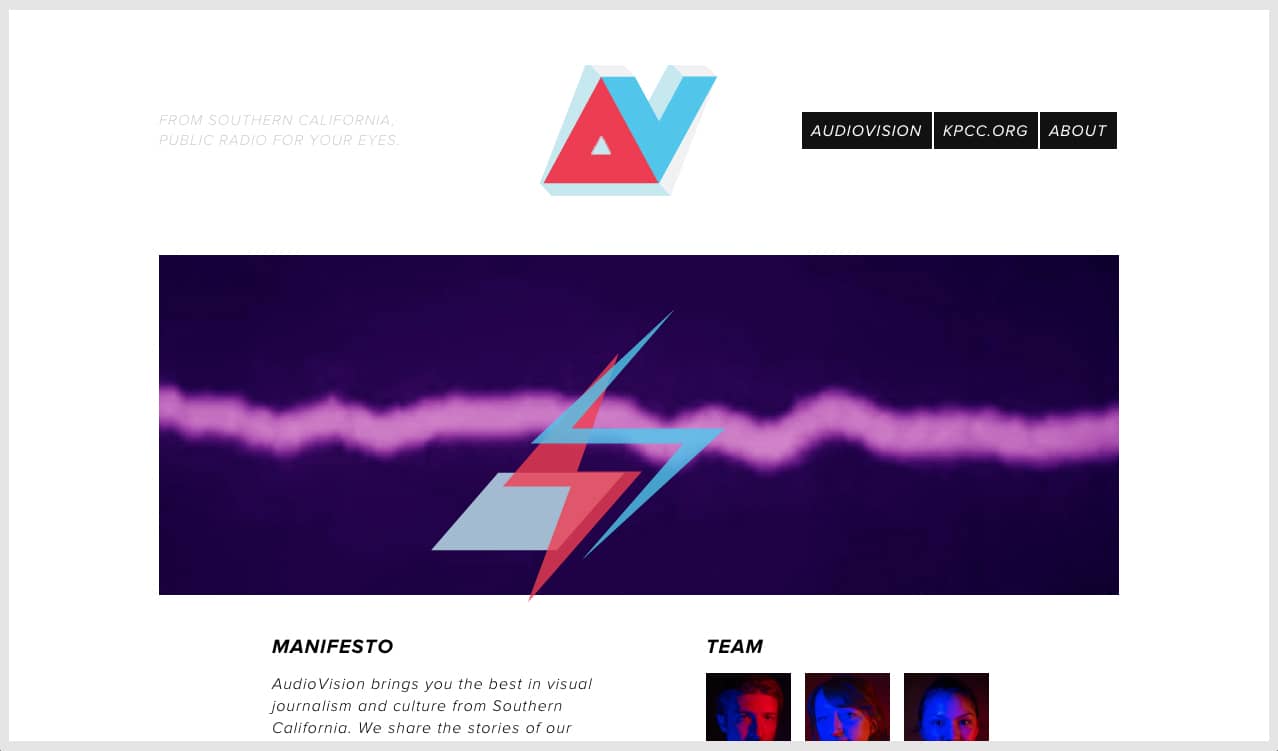 FROM SOUTHERN CALIFORNIA,
PUBLIC RADIO FOR YOUR EYES.
AV
AUDIOVISION
KPCC.ORG
ABOUT
MANIFESTO
AudioVision brings you the best in visual
journalism and culture from Southern
California. We share the stories of our
TEAM